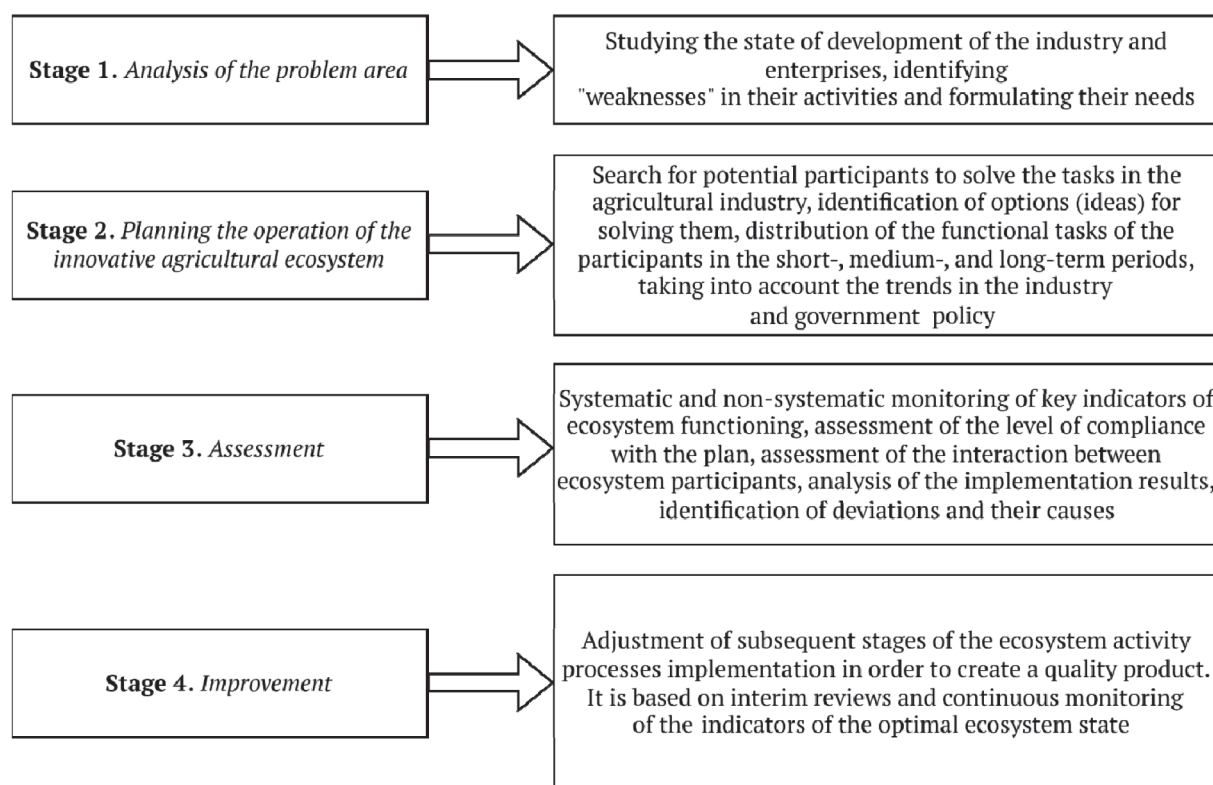 Stage 1. Analysis of the problem area
Studying the state of development of the industry and
enterprises, identifying
"weaknesses" in their activities and formulating their needs
Stage 2. Planning the operation of the
innovative agricultural ecosystem
Search for potential participants to solve the tasks in the
agricultural industry, identification of options (ideas) for
solving them, distribution of the functional tasks of the
participants in the short-, medium-, and long-term periods,
taking into account the trends in the industry
and government policy
Stage 3. Assessment
Systematic and non-systematic monitoring of key indicators of
ecosystem functioning, assessment of the level of compliance
with the plan, assessment of the interaction between
ecosystem participants, analysis of the implementation results,
identification of deviations and their causes
Stage 4. Improvement
Adjustment of subsequent stages of the ecosystem activity
processes implementation in order to create a quality product.
It is based on interim reviews and continuous monitoring
of the indicators of the optimal ecosystem state